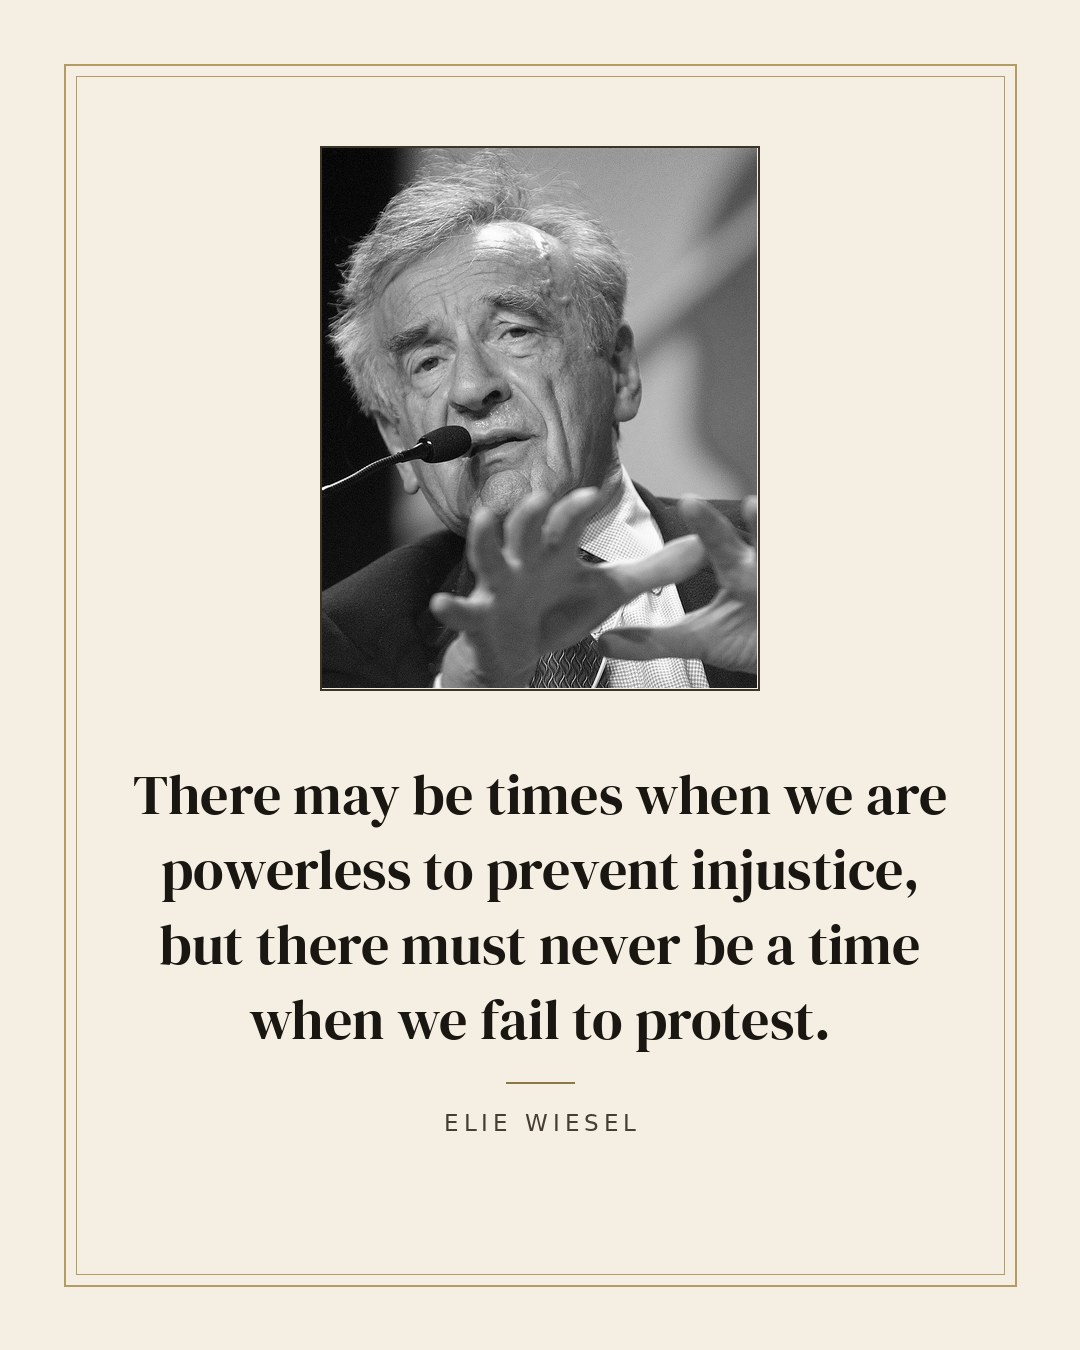 There may be times when we are
powerless to prevent injustice,
but there must never be a time
when we fail to protest.
ELIE WIESEL